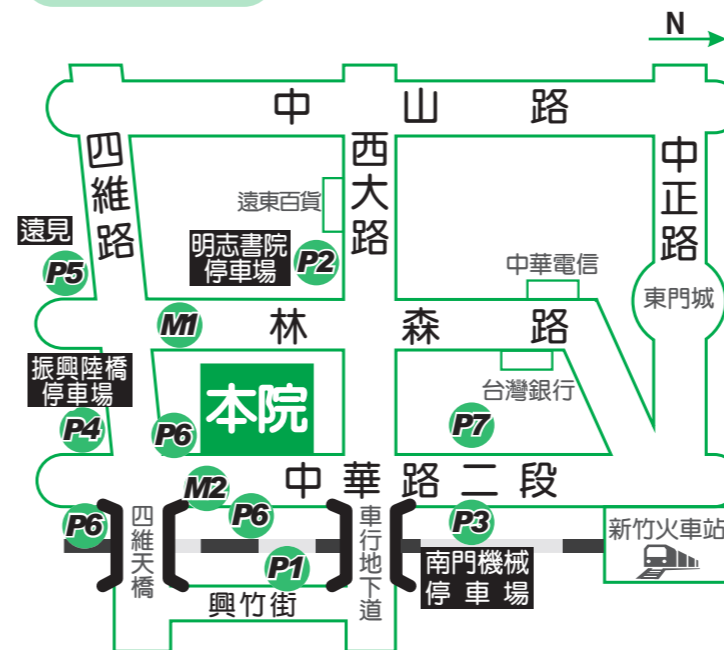 N
中山路
四維路
西大路
中正路
遠東百貨
遠見
P5
明志書院
停車場
P2
中華電信
東門城
M1
林森路
振興陸橋
停車場
P4
本院
P6
台灣銀行
P7
M2
中華路二段
P6
P6
四維天橋
車行地下道
P3
新竹火車站
P1
南門機械
停車場
興竹街